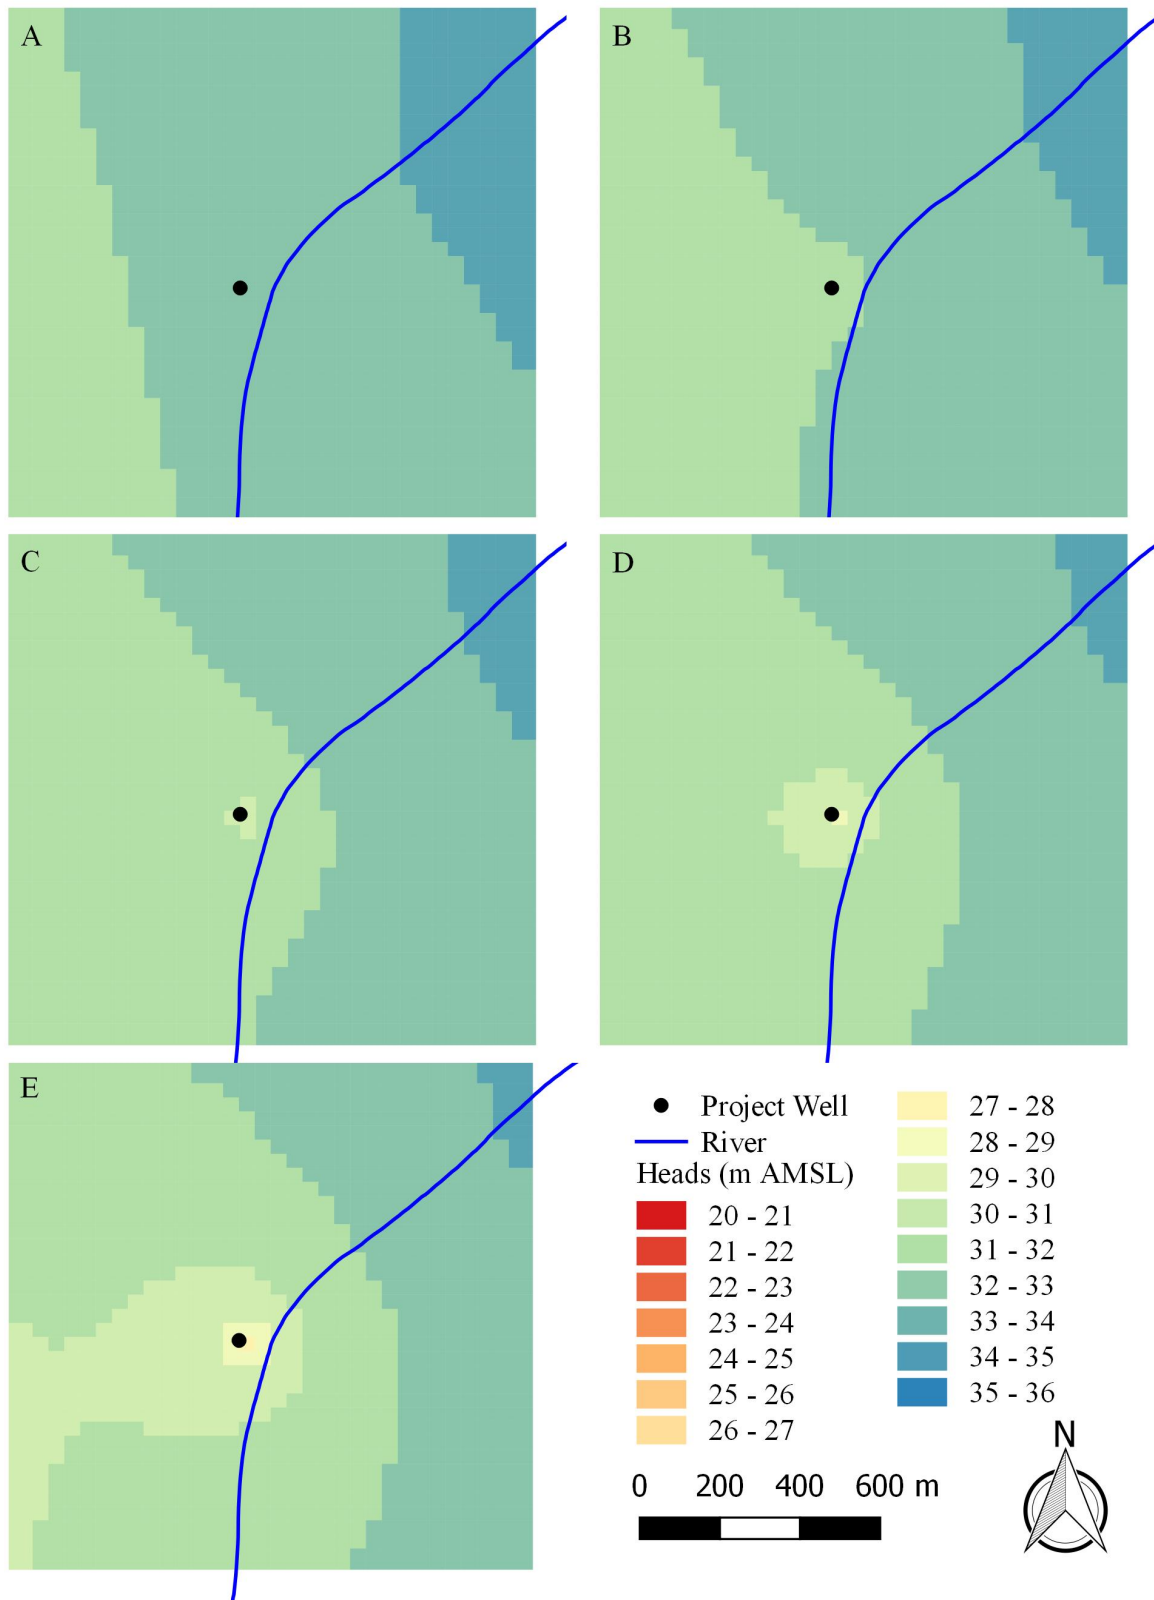 A
B
C
D
E
Project Well
River
Heads (m AMSL)
20 - 21
21 - 22
22 - 23
23 - 24
24 - 25
25 - 26
26 - 27
27 - 28
28 - 29
29 - 30
30 - 31
31 - 32
32 - 33
33 - 34
34 - 35
35 - 36
0 200 400 600 m
N